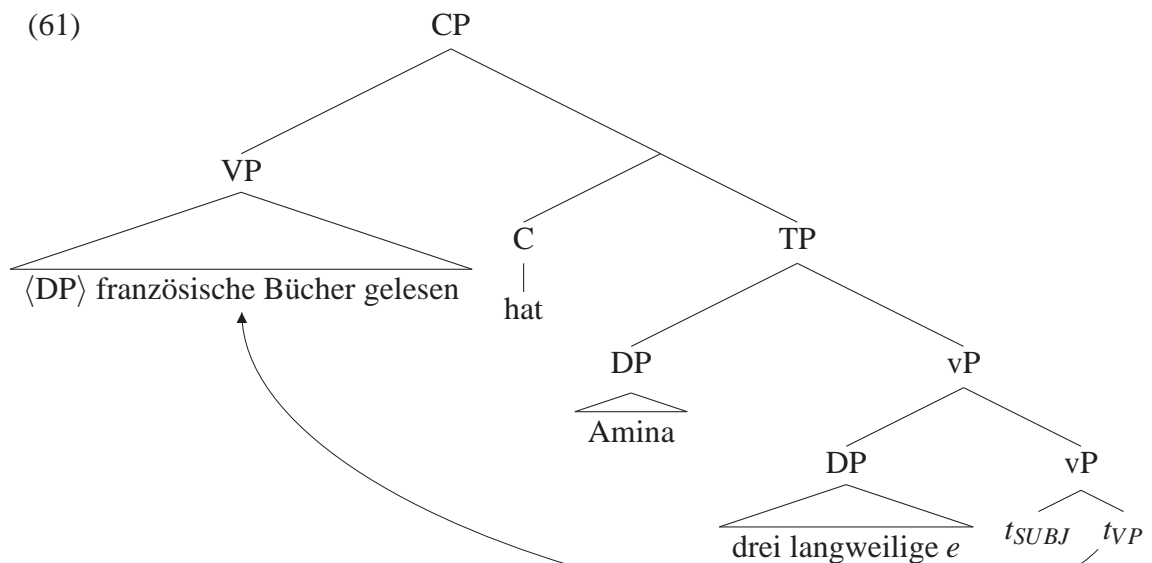 (61)
CP
VP
C
TP
⟨DP⟩ französische Bücher gelesen
hat
DP
vP
Amina
DP
vP
drei langweilige e
t_SUBJ
t_VP